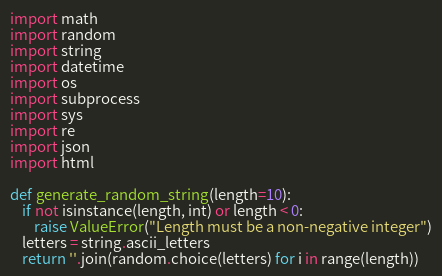 import math
import random
import string
import datetime
import os
import subprocess
import sys
import re
import json
import html

def generate_random_string(length=10):
    if not isinstance(length, int) or length < 0:
        raise ValueError("Length must be a non-negative integer")
    letters = string.ascii_letters
    return ''.join(random.choice(letters) for i in range(length))